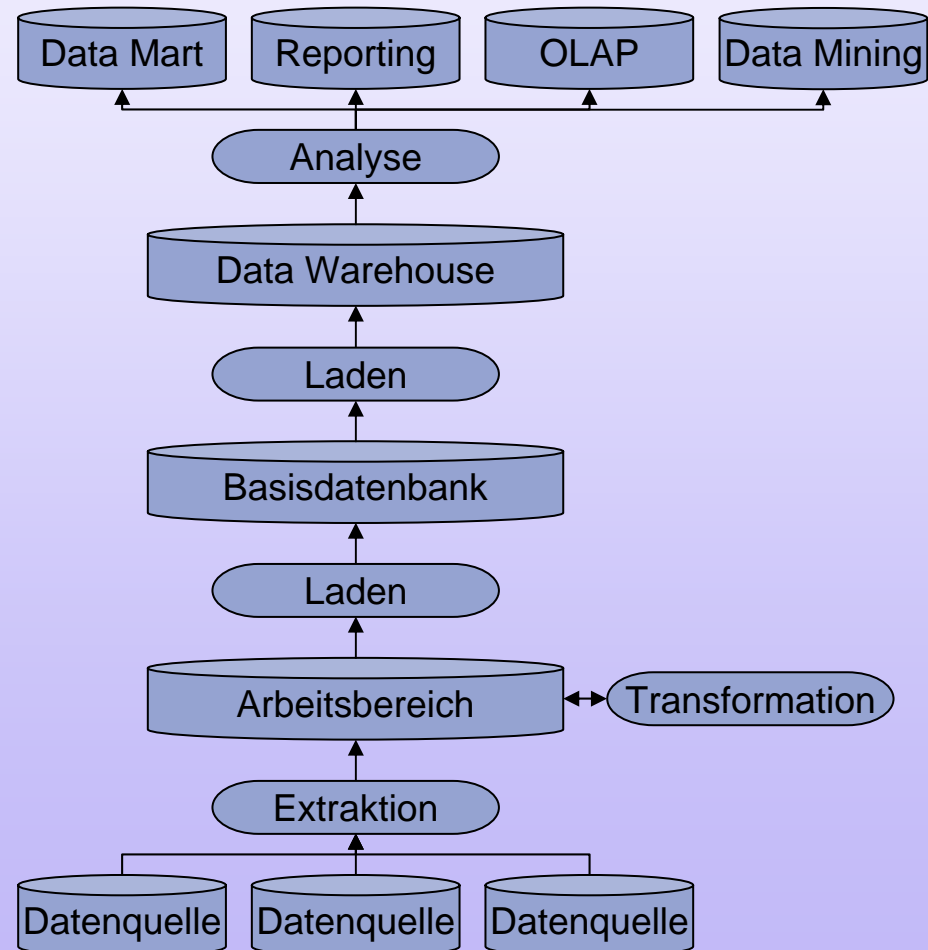 Data Mart
Reporting
OLAP
Data Mining
Analyse
Data Warehouse
Laden
Basisdatenbank
Laden
Arbeitsbereich
Transformation
Extraktion
Datenquelle
Datenquelle
Datenquelle